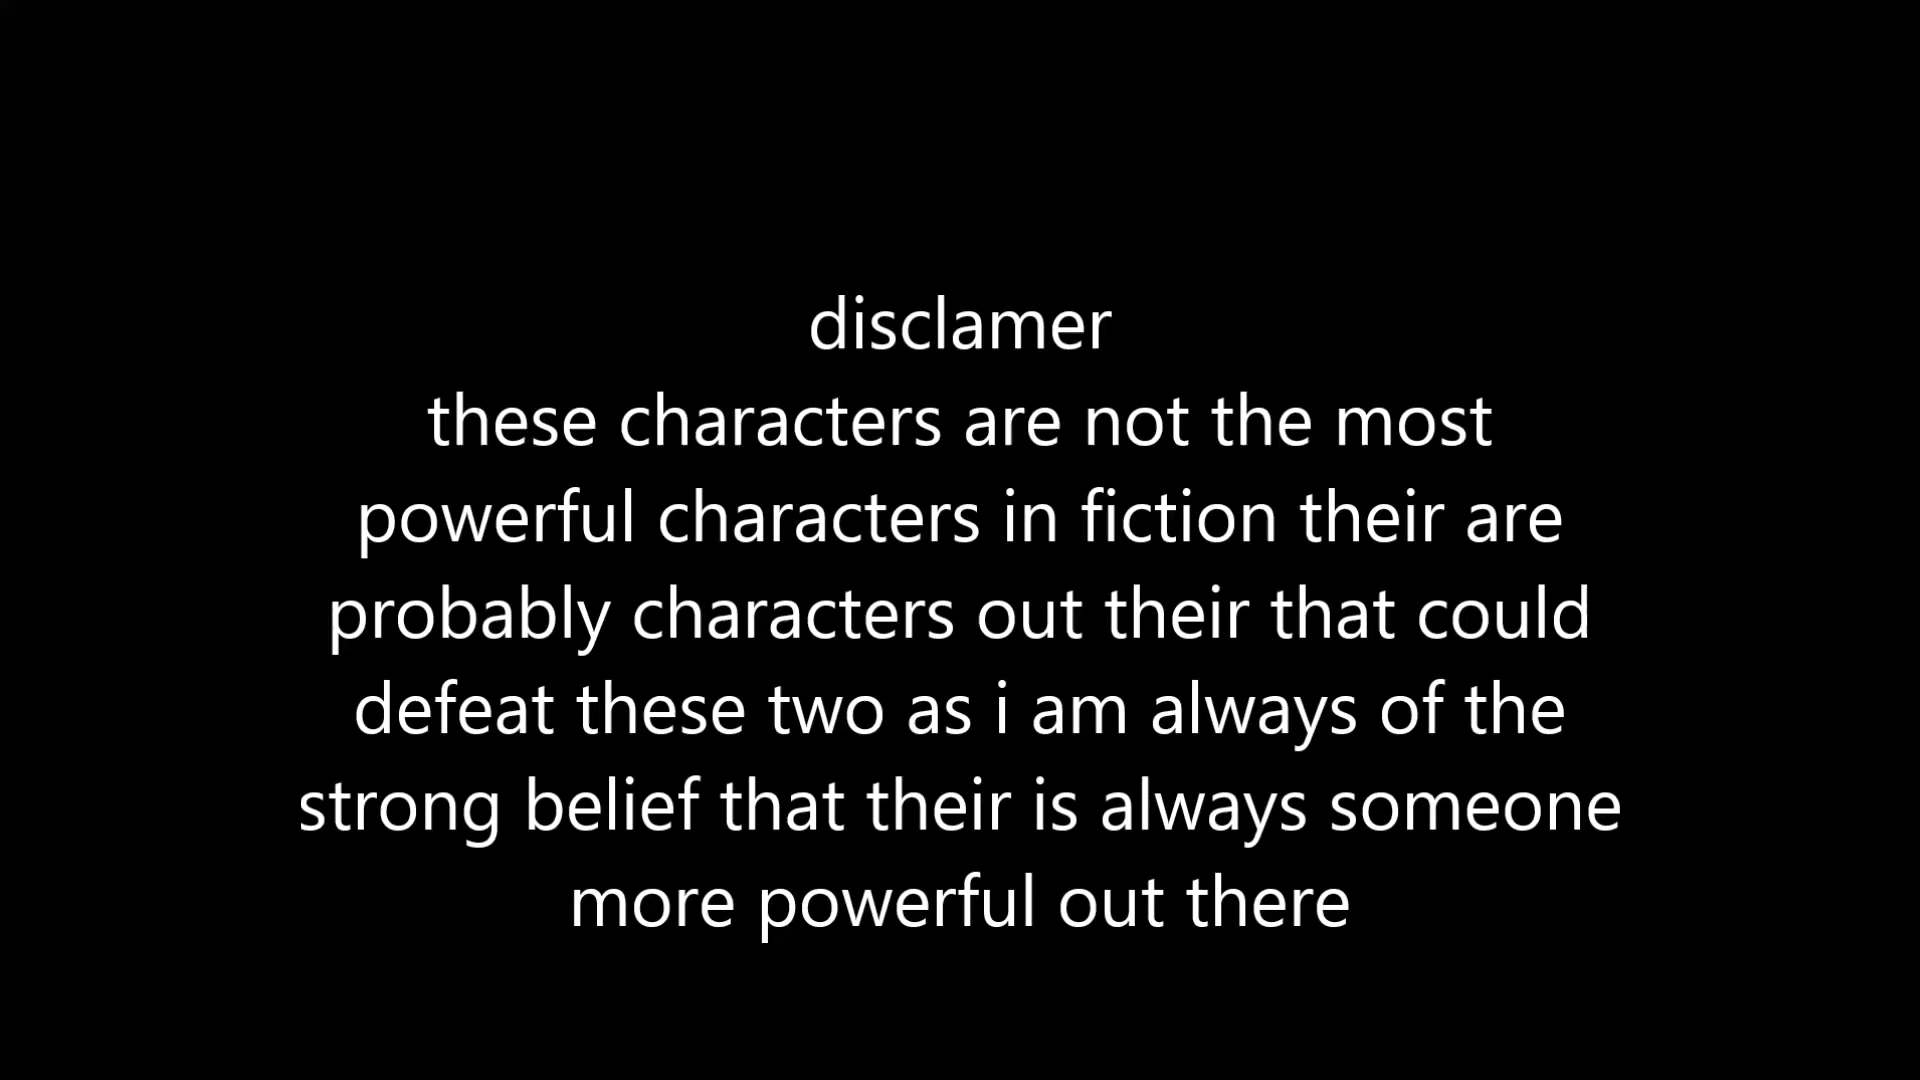 disclamer
these characters are not the most
powerful characters in fiction their are
probably characters out their that could
defeat these two as i am always of the
strong belief that their is always someone
more powerful out there